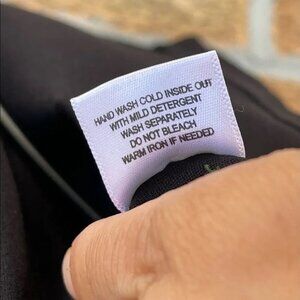 HAND WASH COLD INSIDE OUT
WITH MILD DETERGENT
WASH SEPARATELY
DO NOT BLEACH
WARM IRON IF NEEDED